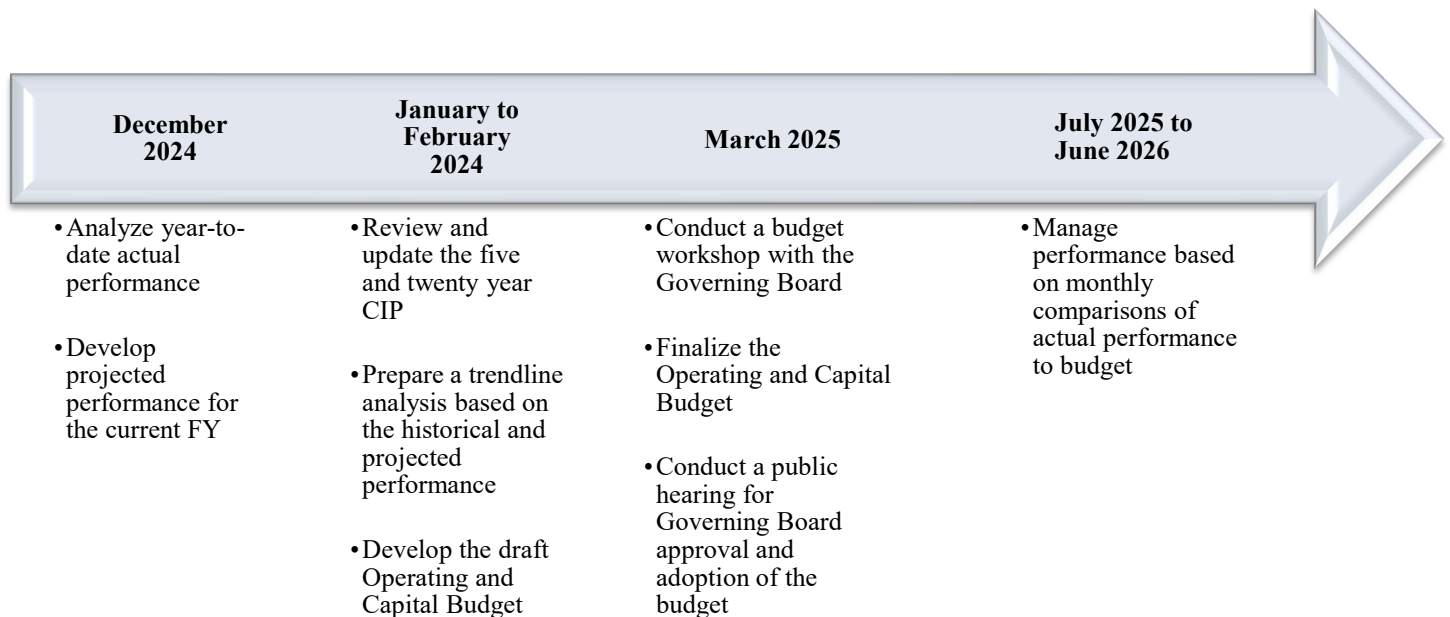 December
2024
•Analyze year-to-
date actual
performance
•Develop
projected
performance for
the current FY
January to
February
2024
•Review and
update the five
and twenty year
CIP
•Prepare a trendline
analysis based on
the historical and
projected
performance
•Develop the draft
Operating and
Capital Budget
March 2025
•Conduct a budget
workshop with the
Governing Board
•Finalize the
Operating and Capital
Budget
•Conduct a public
hearing for
Governing Board
approval and
adoption of the
budget
July 2025 to
June 2026
•Manage
performance based
on monthly
comparisons of
actual performance
to budget